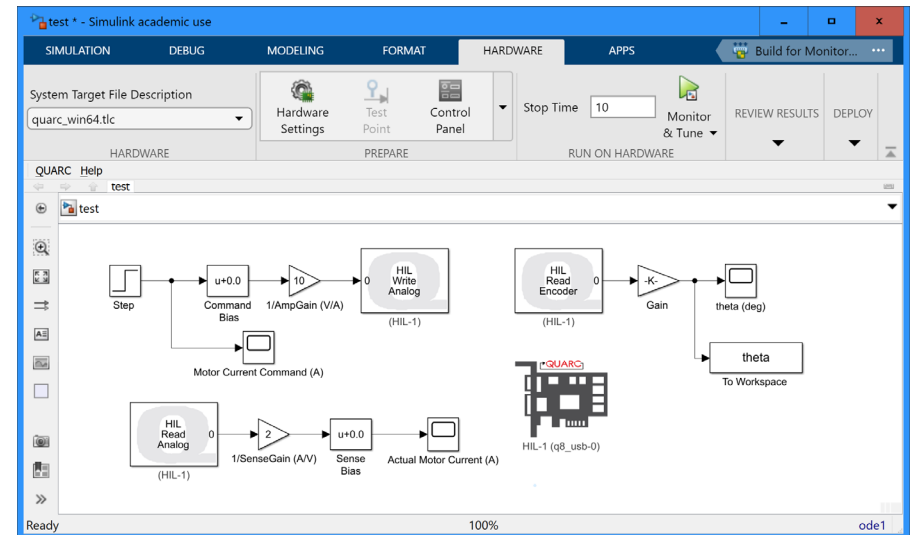 test * - Simulink academic use
SIMULATION DEBUG MODELING FORMAT HARDWARE APPS Build for Monitor... ...
System Target File Description
quarc_win64.tlc
HARDWARE
Hardware
Settings
Test
Point
Control
Panel
PREPARE
Stop Time 10
Monitor
& Tune
RUN ON HARDWARE
REVIEW RESULTS
DEPLOY
QUARC Help
test
test
Step
u+0.0
Command
Bias
10
1/AmpGain (V/A)
0
HIL
Write
Analog
(HIL-1)
Motor Current Command (A)
HIL
Read
Encoder
0
(HIL-1)
-K-
Gain
theta (deg)
theta
To Workspace
HIL
Read
Analog
0
(HIL-1)
2
1/SenseGain (A/V)
u+0.0
Sense
Bias
Actual Motor Current (A)
QUARC
HIL-1 (q8_usb-0)
Ready 100% ode1